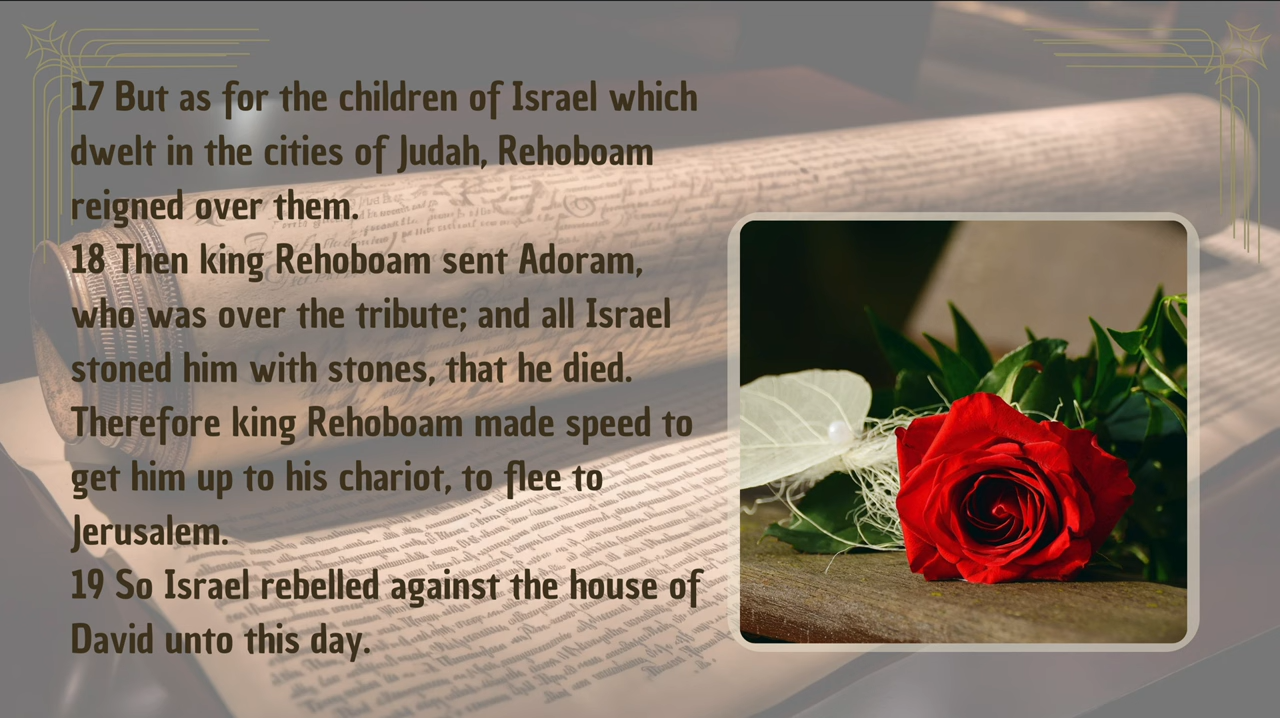 17 But as for the children of Israel which
dwelt in the cities of Judah, Rehoboam
reigned over them.
18 Then king Rehoboam sent Adoram,
who was over the tribute; and all Israel
stoned him with stones, that he died.
Therefore king Rehoboam made speed to
get him up to his chariot, to flee to
Jerusalem.
19 So Israel rebelled against the house of
David unto this day.